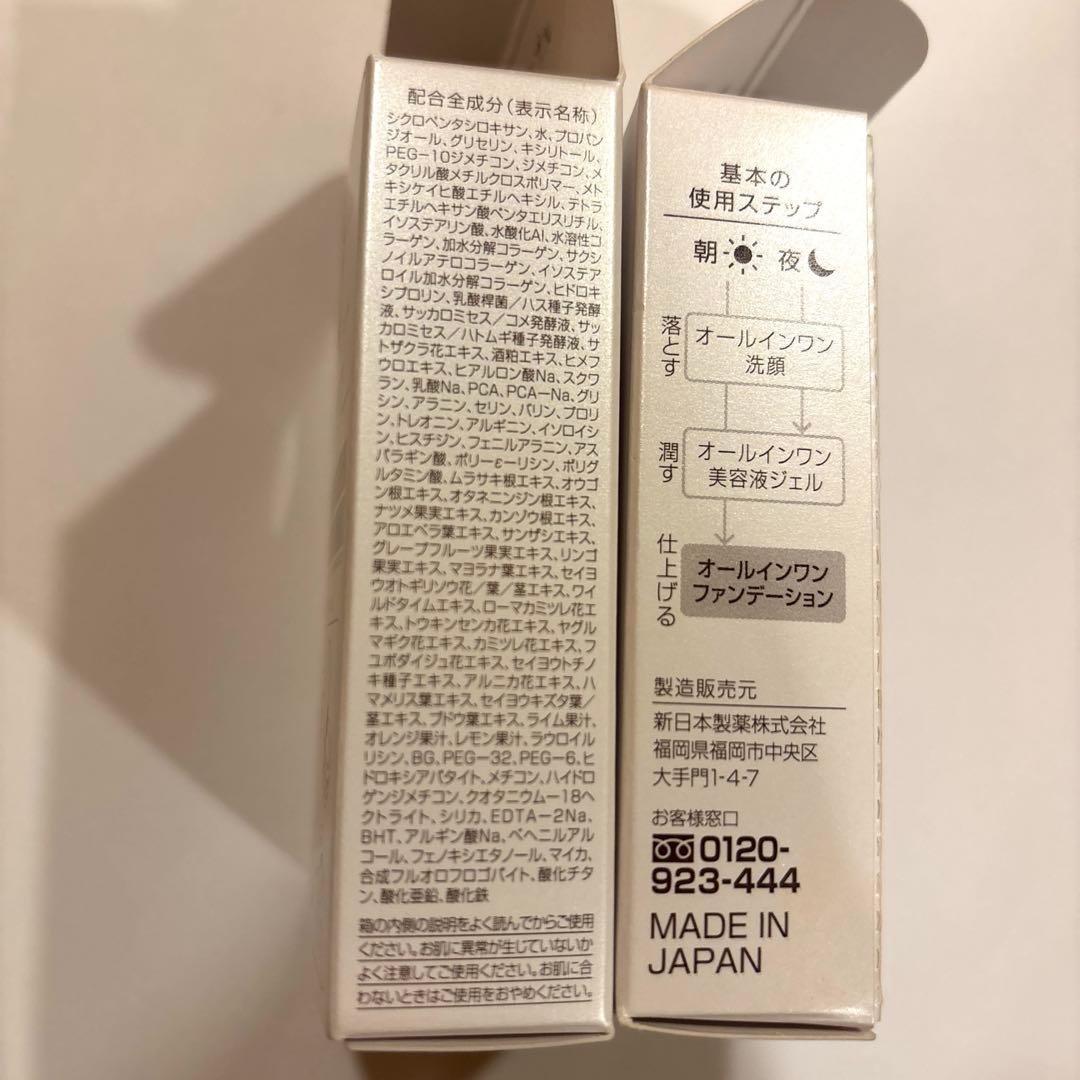 配合全成分(表示名称)
シクロペンタシロキサン、水、プロパン
ジオール、グリセリン、キシリトール、
PEG-10ジメチコン、ジメチコン、メ
タクリル酸メチルクロスポリマー、メト
キシケイヒ酸エチルヘキシル、テトラ
エチルヘキサン酸ペンタエリスリチル、
イソステアリン酸、水酸化Al、水溶性コ
ラーゲン、加水分解コラーゲン、サクシ
ノイルアテロコラーゲン、イソステア
ロイル加水分解コラーゲン、ヒドロキ
シプロリン、乳酸桿菌/ハス種子発酵
液、サッカロミセス/コメ発酵液、サッ
カロミセス/ハトムギ種子発酵液、サ
トザクラ花エキス、酒粕エキス、ヒメフ
ウロエキス、ヒアルロン酸Na、スクワ
ラン、乳酸Na、PCA、PCA-Na、グリ
シン、アラニン、セリン、バリン、プロリ
ン、トレオニン、アルギニン、イソロイシ
ン、ヒスチジン、フェニルアラニン、アス
パラギン酸、ポリーε-リシン、ポリグ
ルタミン酸、ムラサキ根エキス、オウゴ
ン根エキス、オタネニンジン根エキス、
ナツメ果実エキス、カンゾウ根エキス、
アロエベラ葉エキス、サンザシエキス、
グレープフルーツ果実エキス、リンゴ
果実エキス、マヨラナ葉エキス、セイヨ
ウオトギリソウ花/葉/茎エキス、ワイ
ルドタイムエキス、ローマカミツレ花エ
キス、トウキンセンカ花エキス、ヤグル
マギク花エキス、カミツレ花エキス、フ
ユボダイジュ花エキス、セイヨウトチノ
キ種子エキス、アルニカ花エキス、ハ
マメリス葉エキス、セイヨウキズタ葉/
茎エキス、ブドウ葉エキス、ライム果汁、
オレンジ果汁、レモン果汁、ラウロイル
リシン、BG、PEG-32、PEG-6、ヒ
ドロキシアパタイト、メチコン、ハイドロ
ゲンジメチコン、クオタニウム-18ヘ
クトライト、シリカ、EDTA-2Na、
BHT、アルギン酸Na、ベヘニルアル
コール、フェノキシエタノール、マイカ、
合成フルオロフロゴパイト、酸化チタ
ン、酸化亜鉛、酸化鉄
箱の内側の説明をよく読んでからご使用
ください。お肌に異常が生じていないか
よく注意してご使用ください。お肌に合
わないときはご使用をおやめください。
基本の
使用ステップ
朝 夜
落とす
オールインワン
洗顔
潤す
オールインワン
美容液ジェル
仕上げる
オールインワン
ファンデーション
製造販売元
新日本製薬株式会社
福岡県福岡市中央区
大手門1-4-7
お客様窓口
0120-
923-444
MADE IN
JAPAN